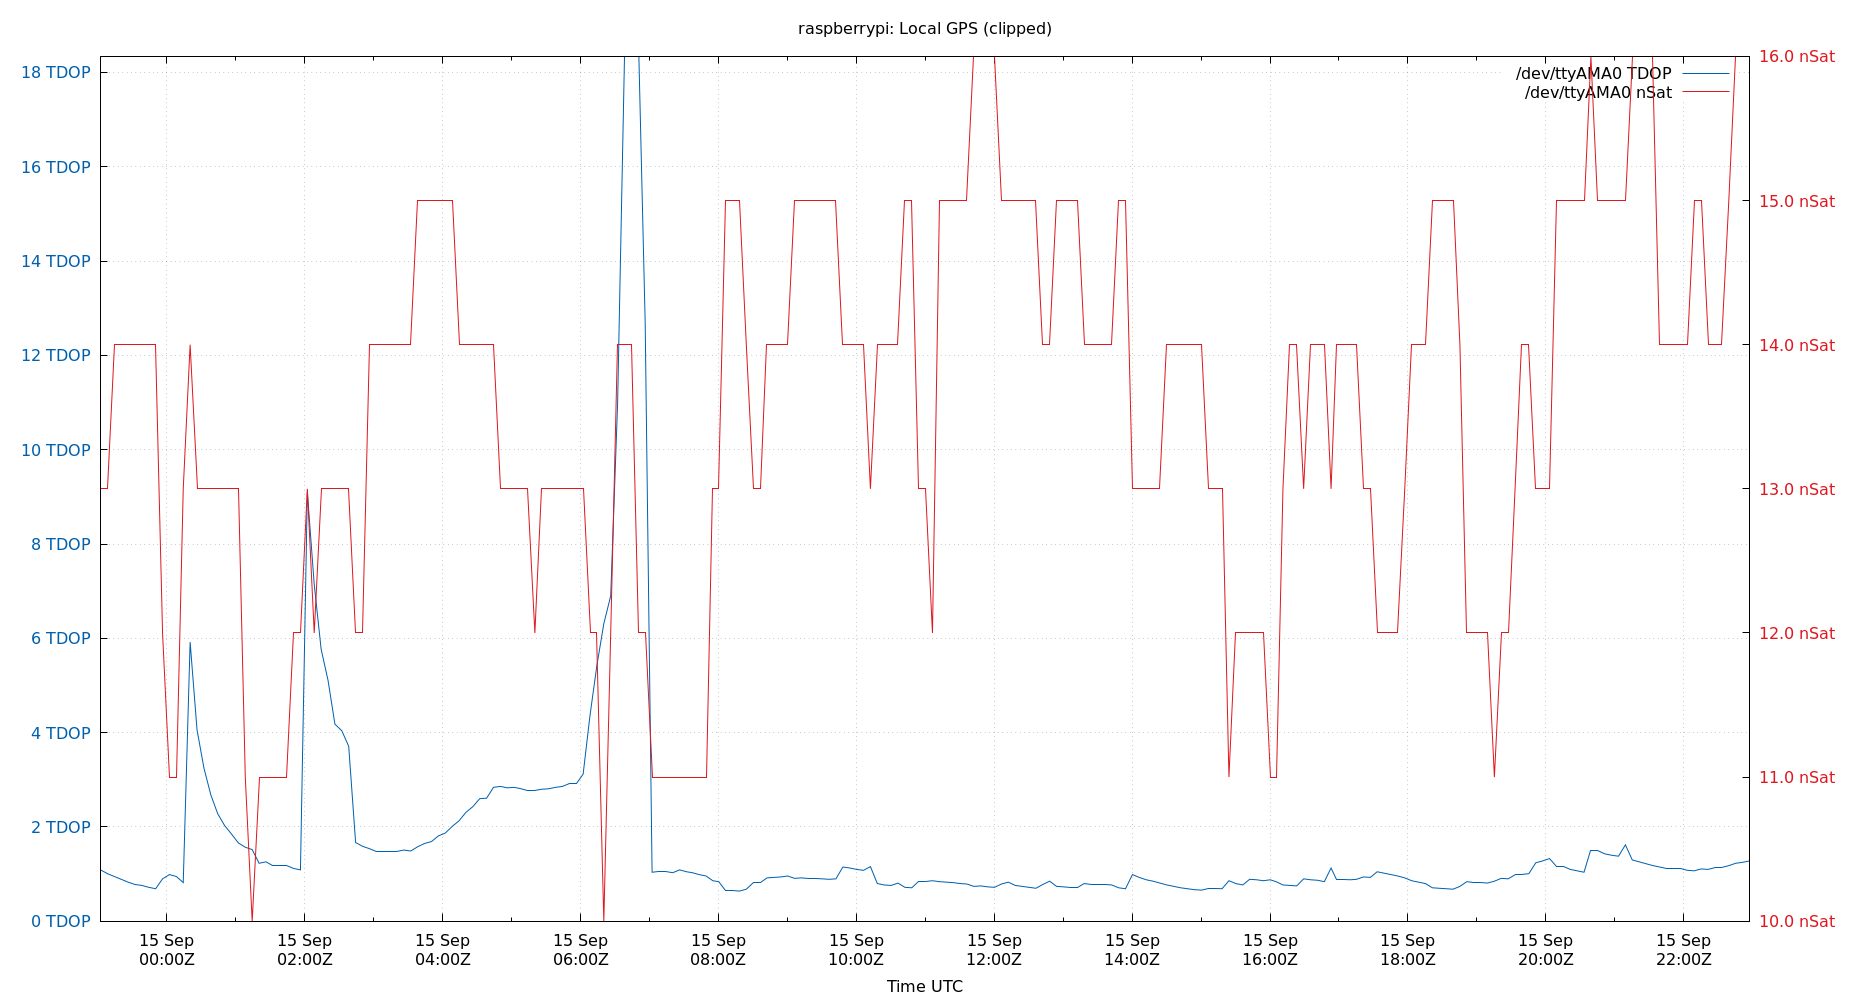 raspberrypi: Local GPS (clipped)
18 TDOP
16 TDOP
14 TDOP
12 TDOP
10 TDOP
8 TDOP
6 TDOP
4 TDOP
2 TDOP
0 TDOP
16.0 nSat
15.0 nSat
14.0 nSat
13.0 nSat
12.0 nSat
11.0 nSat
10.0 nSat
/dev/ttyAMA0 TDOP
/dev/ttyAMA0 nSat
15 Sep 15 Sep 15 Sep 15 Sep 15 Sep 15 Sep 15 Sep 15 Sep 15 Sep 15 Sep 15 Sep 15 Sep
00:00Z 02:00Z 04:00Z 06:00Z 08:00Z 10:00Z 12:00Z 14:00Z 16:00Z 18:00Z 20:00Z 22:00Z
Time UTC